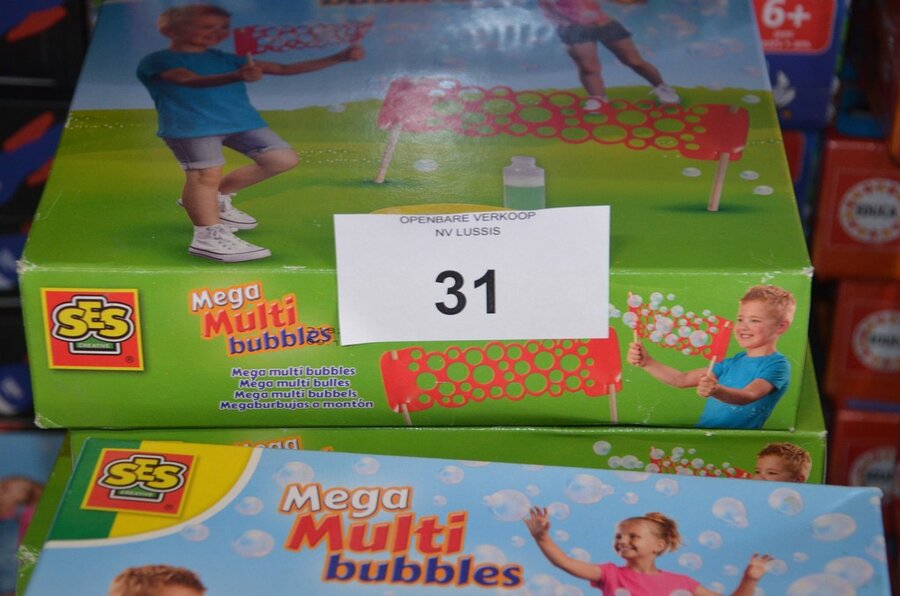 6+
OPENBARE VERKOOP
NV LUSSIS
31
SES
CREATIVE
Mega
Multi
bubbles
Mega multi bubbles
Mega multi bulles
Mega multi bubbels
Megaburbujas a montón
SES
CREATIVE
Mega
Multi
bubbles